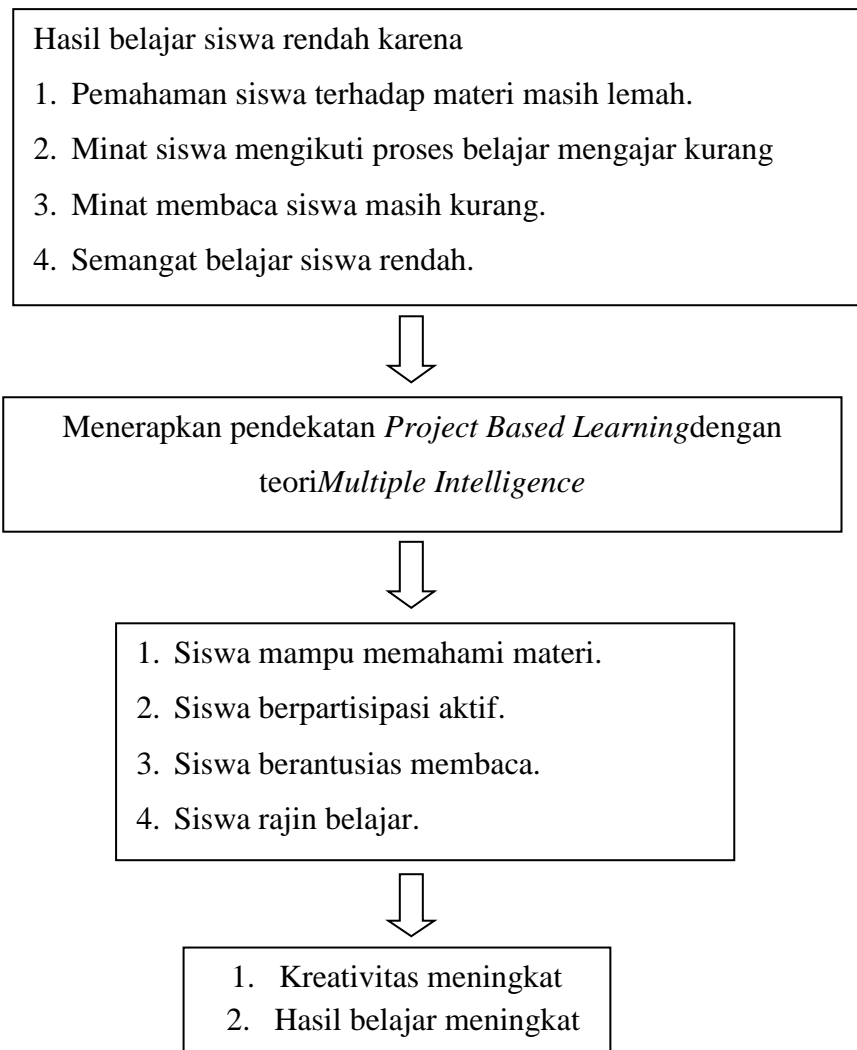 Hasil belajar siswa rendah karena
1. Pemahaman siswa terhadap materi masih lemah.
2. Minat siswa mengikuti proses belajar mengajar kurang
3. Minat membaca siswa masih kurang.
4. Semangat belajar siswa rendah.
Menerapkan pendekatan Project Based Learningdengan
teoriMultiple Intelligence
1. Siswa mampu memahami materi.
2. Siswa berpartisipasi aktif.
3. Siswa berantusias membaca.
4. Siswa rajin belajar.
1. Kreativitas meningkat
2. Hasil belajar meningkat